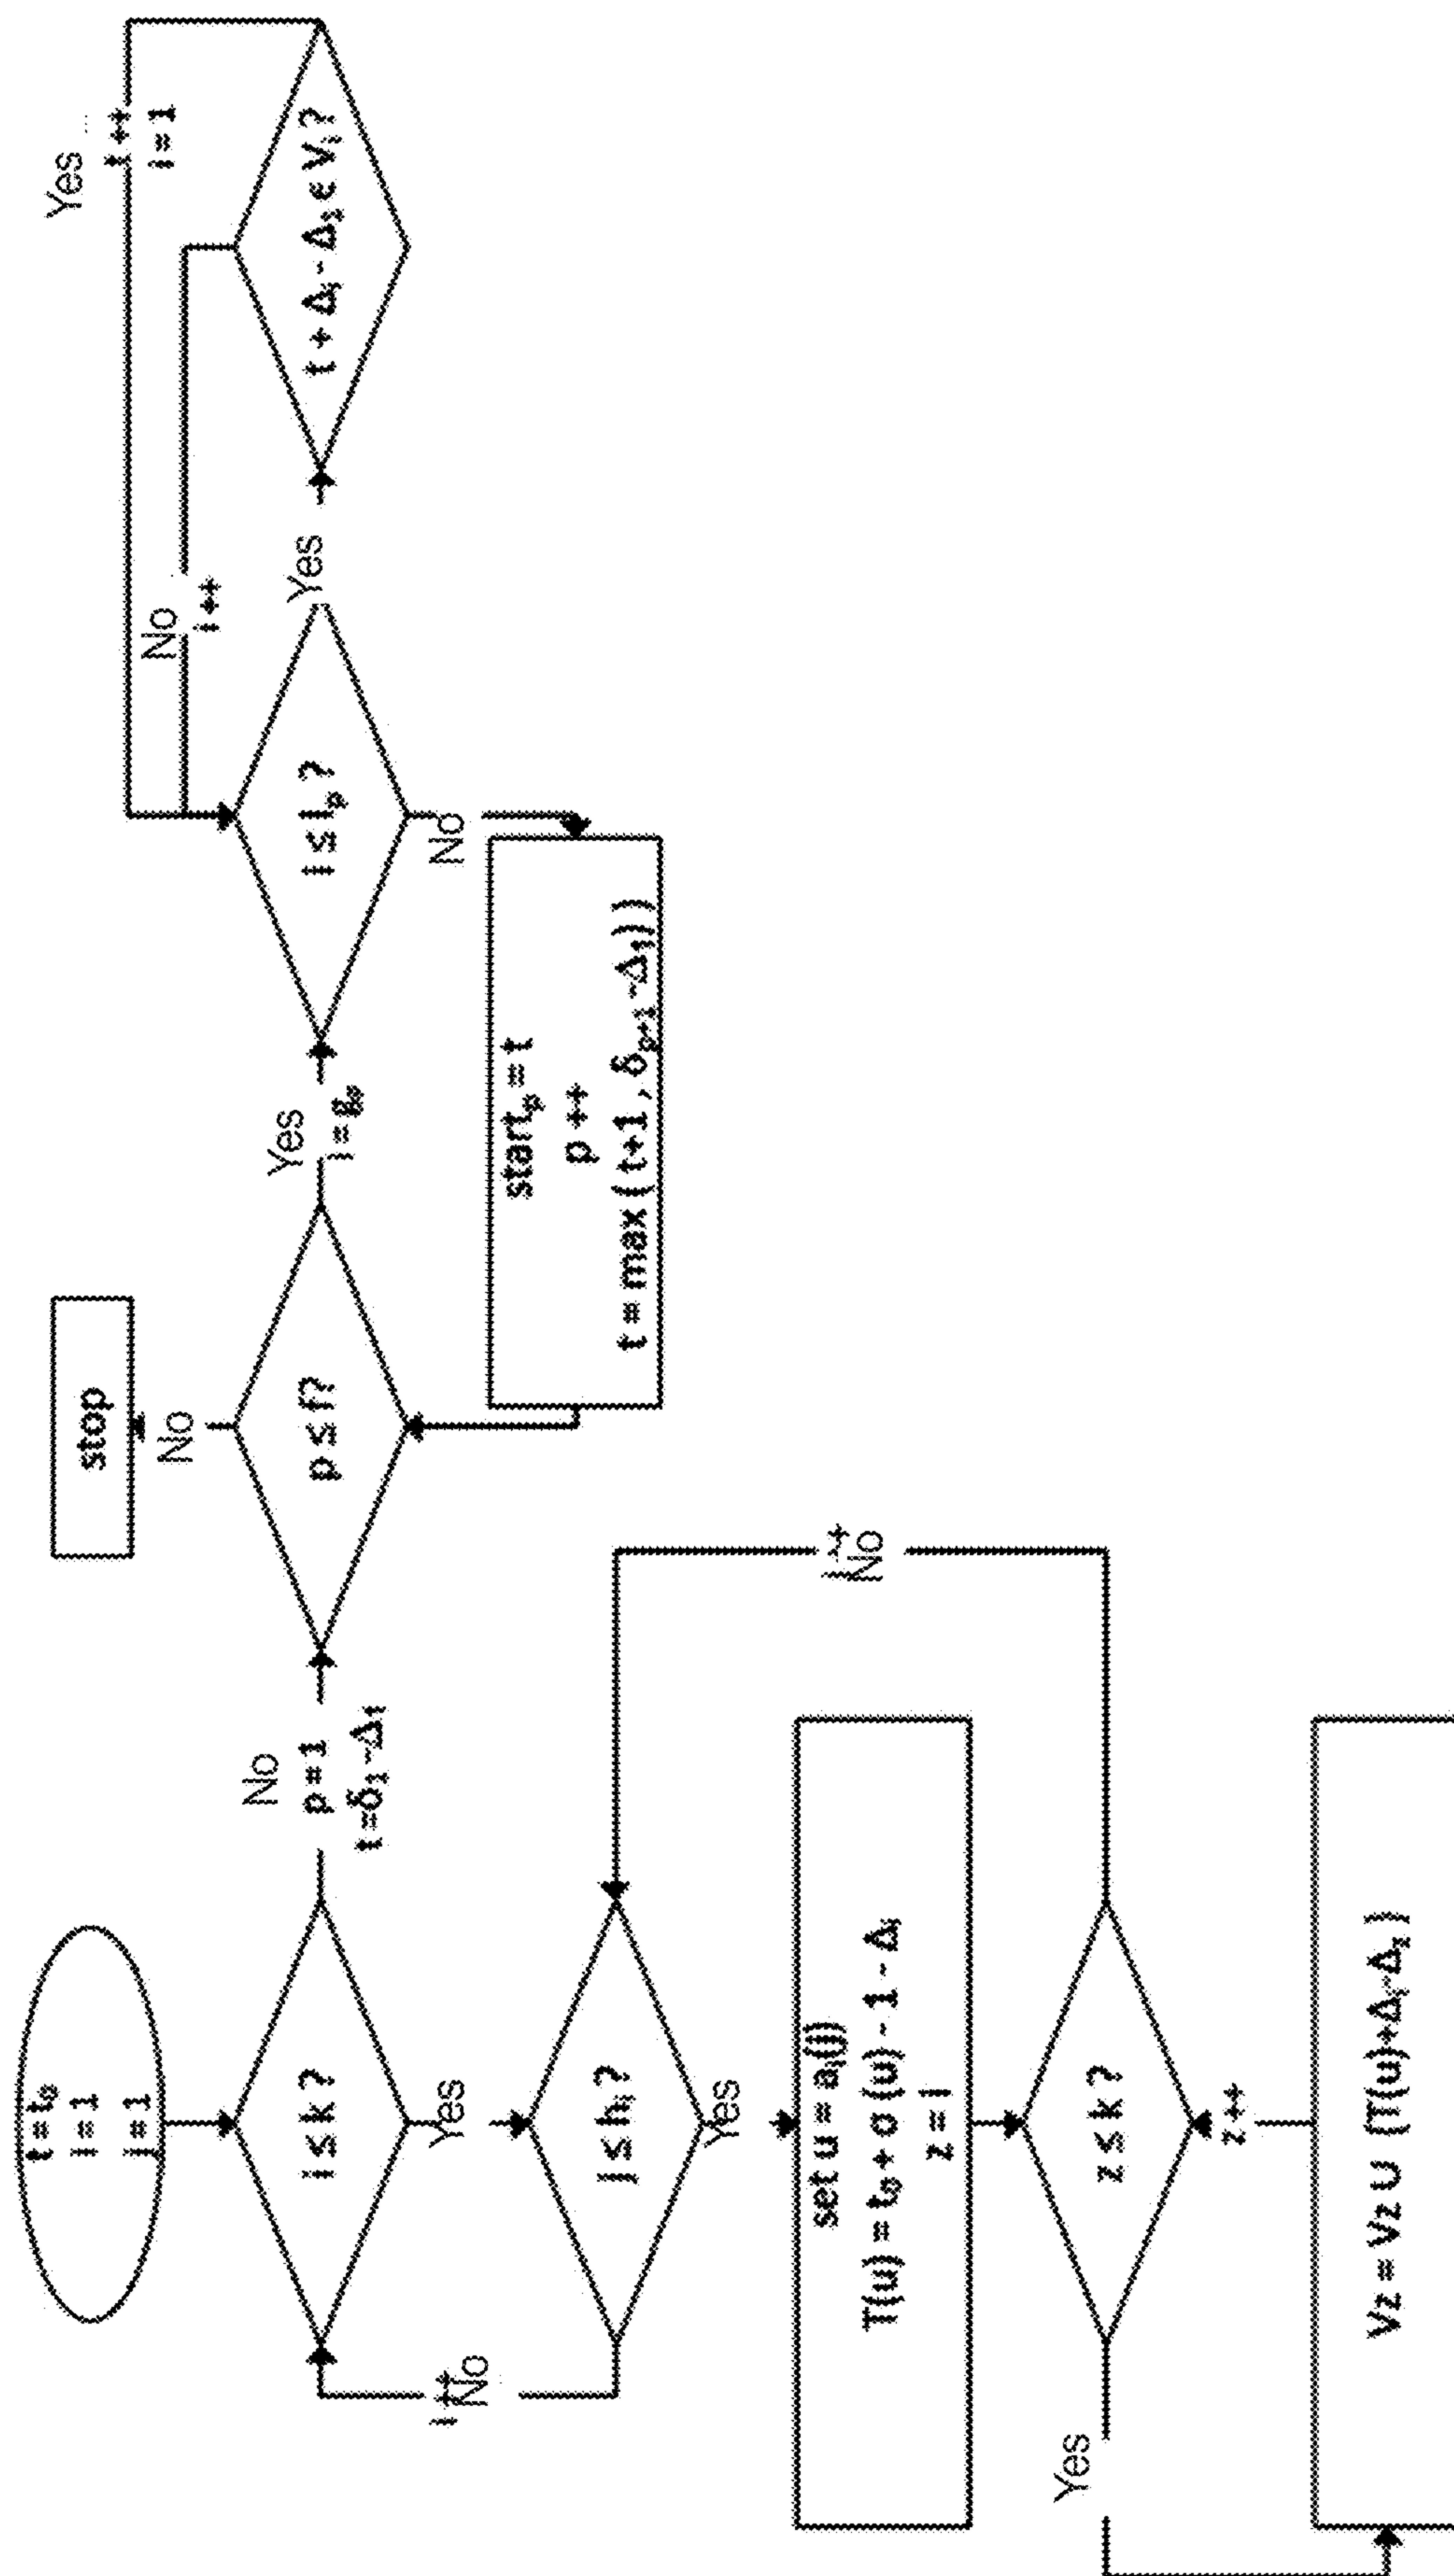 t = t₀
i = 1
j = 1
i ≤ k ?
No
p = 1
t = δ₁ - Δ₁
p ≤ f?
No
stop
Yes
i = gₚ
i ≤ lₚ ?
Yes
t + Δᵢ - Δ₁ ϵ Vᵢ ?
No
i ++
Yes
t ++
i = 1
No
startₚ = t
p ++
t = max ( t+1 , δₚ₊₁ -Δ₁) )
Yes
j ≤ hᵢ ?
No
i ++
Yes
set u = aᵢ(j)
T(u) = t₀ + σ (u) - 1 - Δᵢ
z = i
z ≤ k ?
No
Yes
z ++
Vz = Vz U {T(u)+Δᵢ-Δ𝓏 }